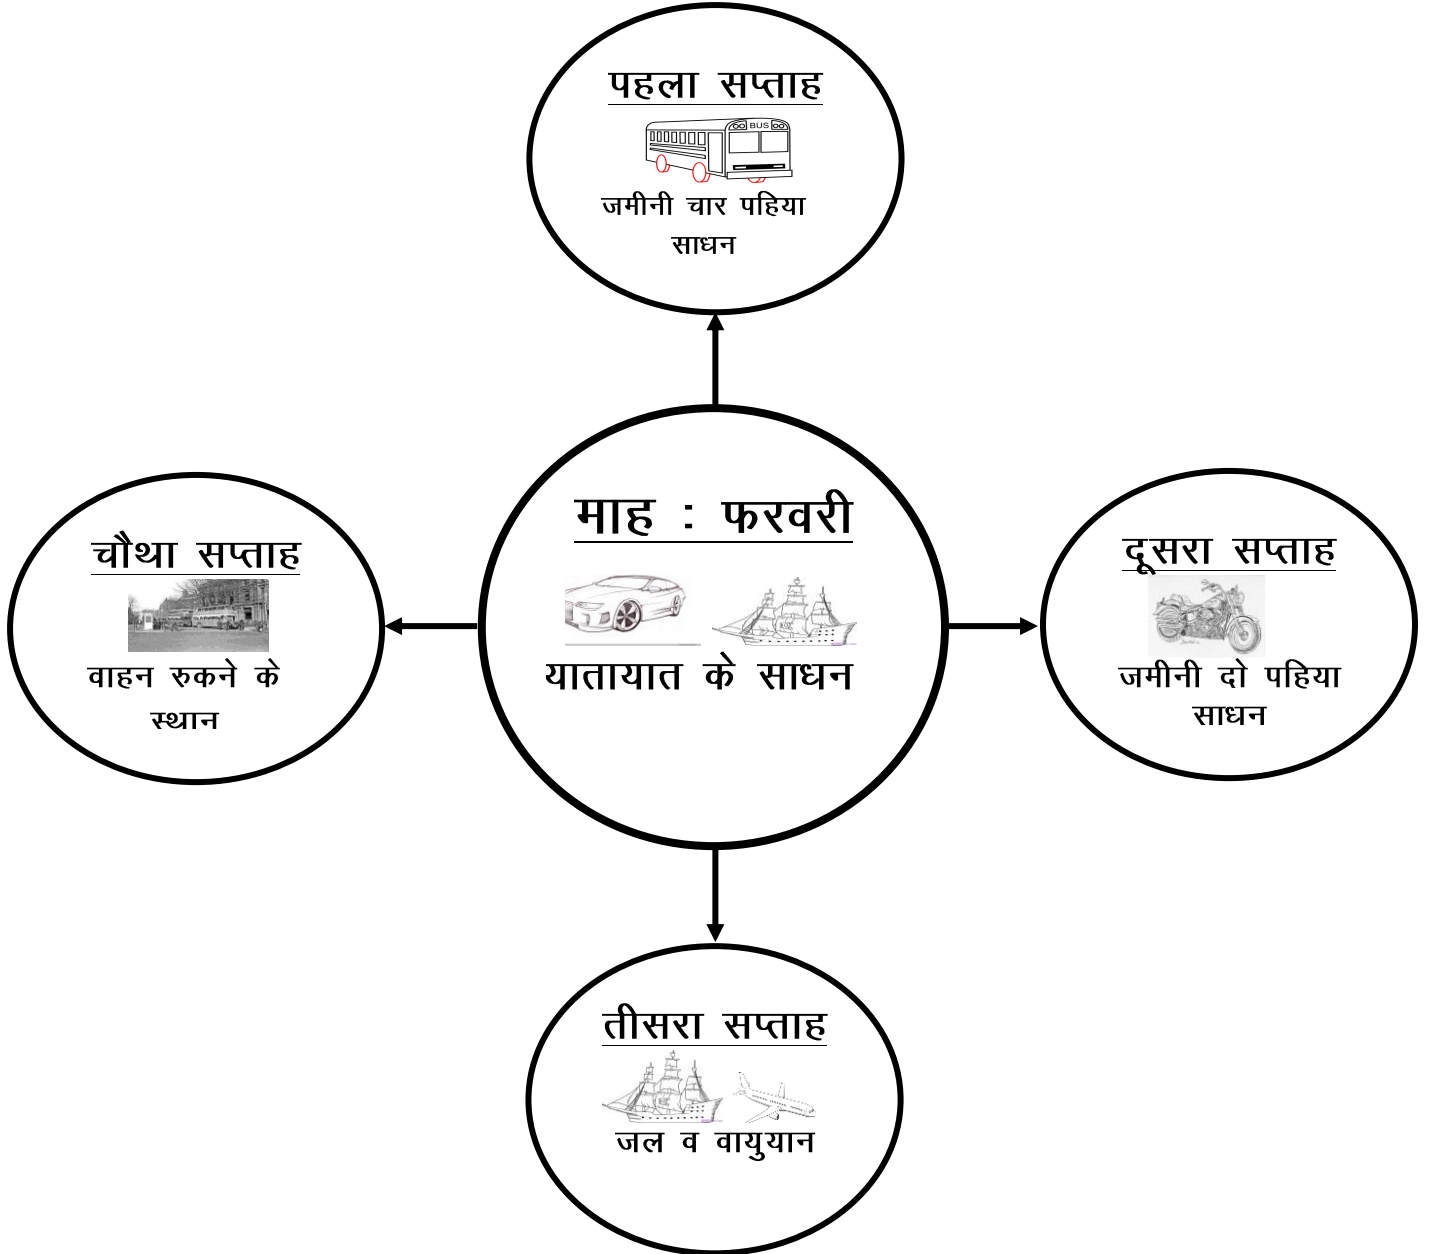 पहला सप्ताह
BUS
जमीनी चार पहिया
साधन
माह : फरवरी
यातायात के साधन
चौथा सप्ताह
वाहन रुकने के
स्थान
दूसरा सप्ताह
जमीनी दो पहिया
साधन
तीसरा सप्ताह
जल व वायुयान